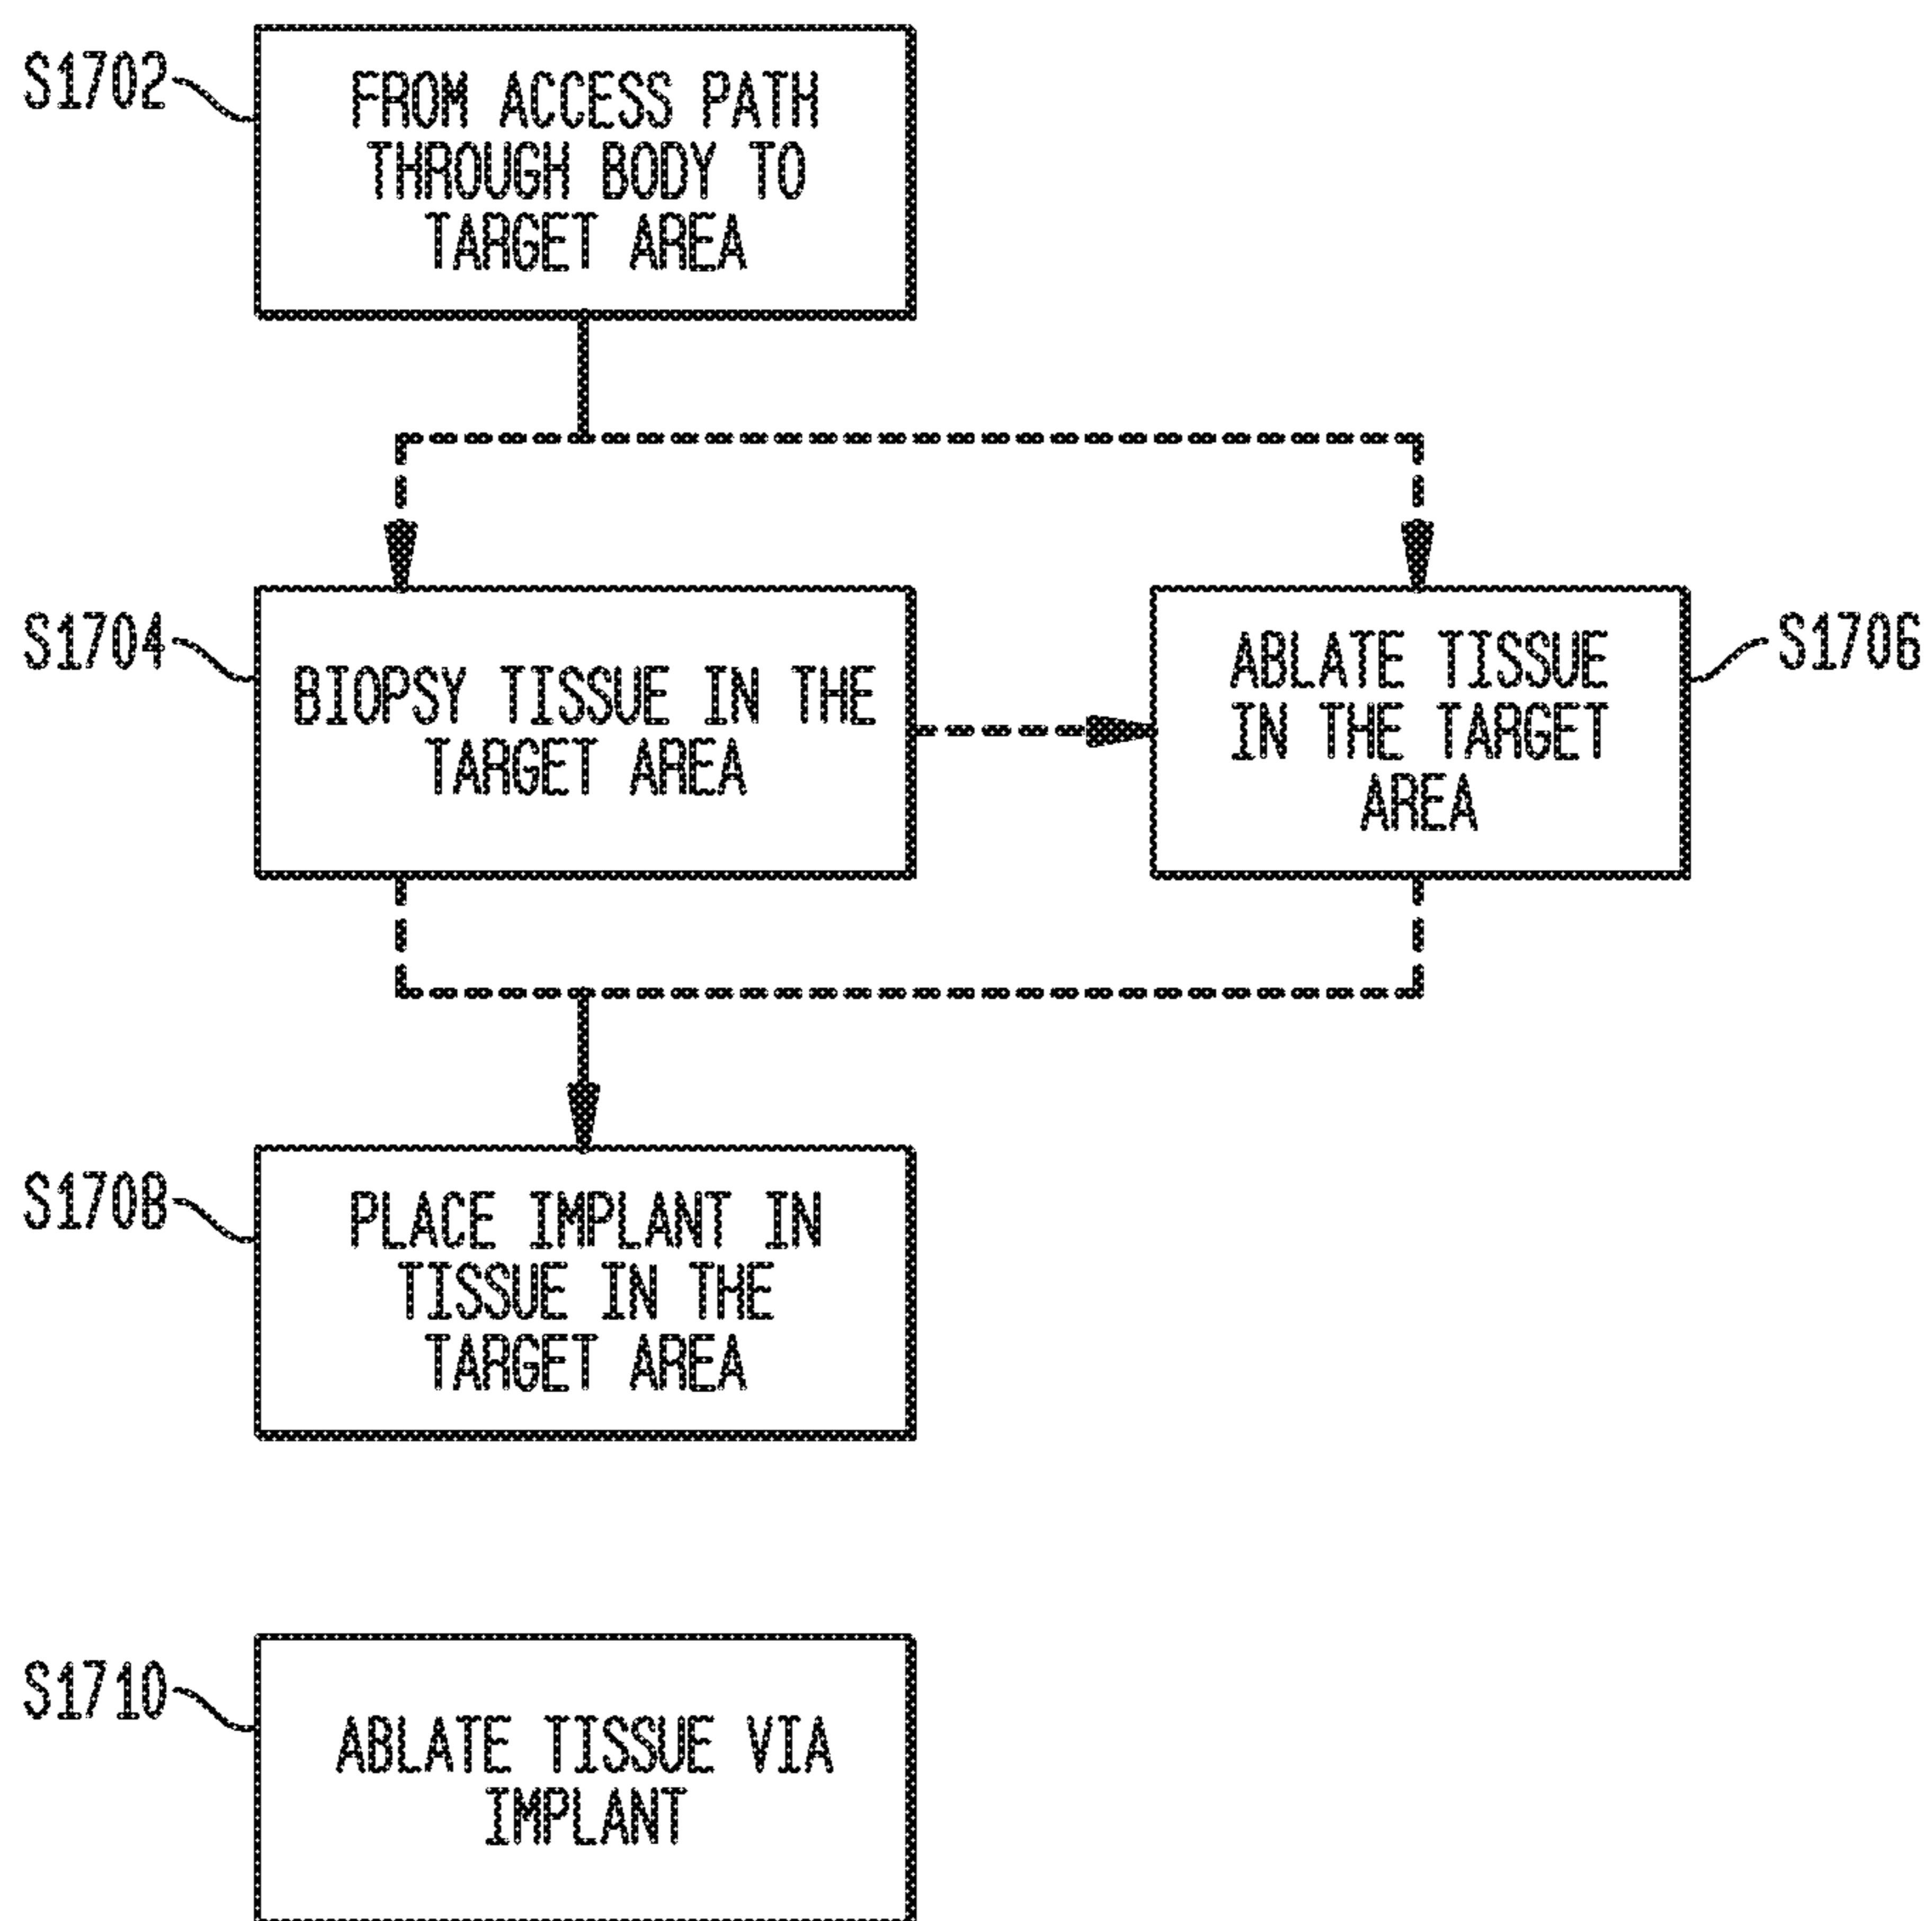 S1702
FROM ACCESS PATH
THROUGH BODY TO
TARGET AREA
S1704
BIOPSY TISSUE IN THE
TARGET AREA
ABLATE TISSUE
IN THE TARGET
AREA
S1706
S1708
PLACE IMPLANT IN
TISSUE IN THE
TARGET AREA
S1710
ABLATE TISSUE VIA
IMPLANT